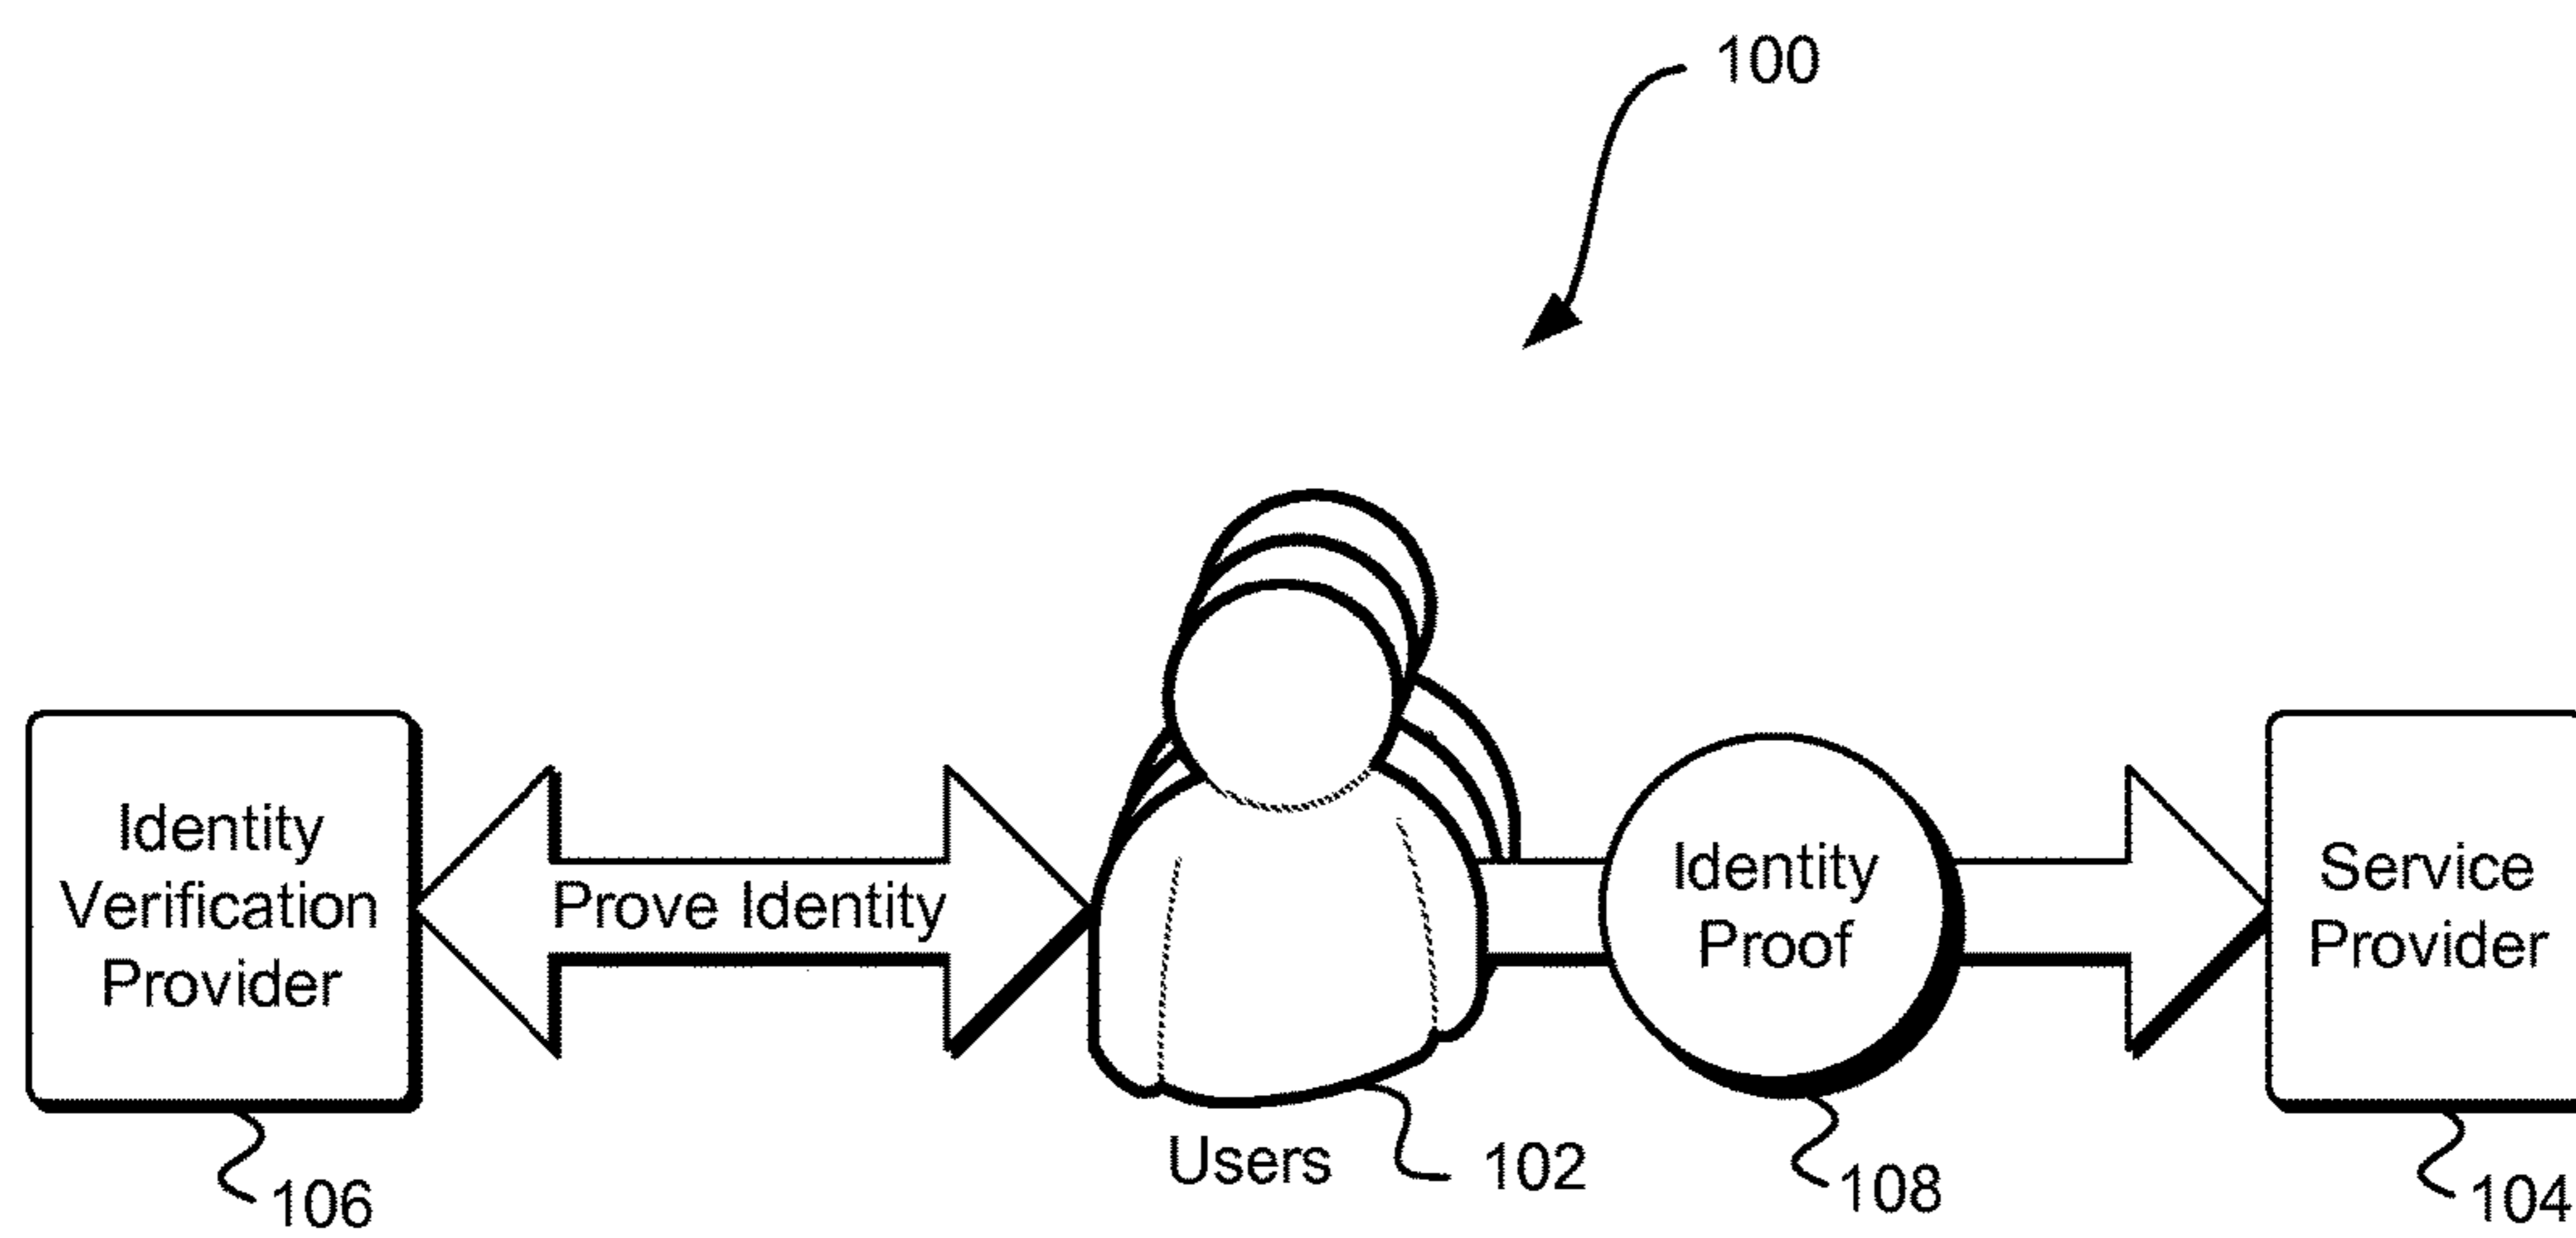 100
Identity
Verification
Provider
Prove Identity
Identity
Proof
Service
Provider
Users
102
106
108
104